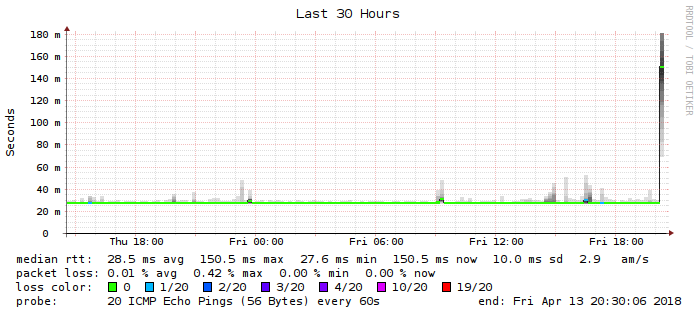 Last 30 Hours
RRDTOOL / TOBI OETIKER
Seconds
180 m
160 m
140 m
120 m
100 m
80 m
60 m
40 m
20 m
0
Thu 18:00 Fri 00:00 Fri 06:00 Fri 12:00 Fri 18:00
median rtt: 28.5 ms avg 150.5 ms max 27.6 ms min 150.5 ms now 10.0 ms sd 2.9 am/s
packet loss: 0.01 % avg 0.42 % max 0.00 % min 0.00 % now
loss color: 0 1/20 2/20 3/20 4/20 10/20 19/20
probe: 20 ICMP Echo Pings (56 Bytes) every 60s end: Fri Apr 13 20:30:06 2018